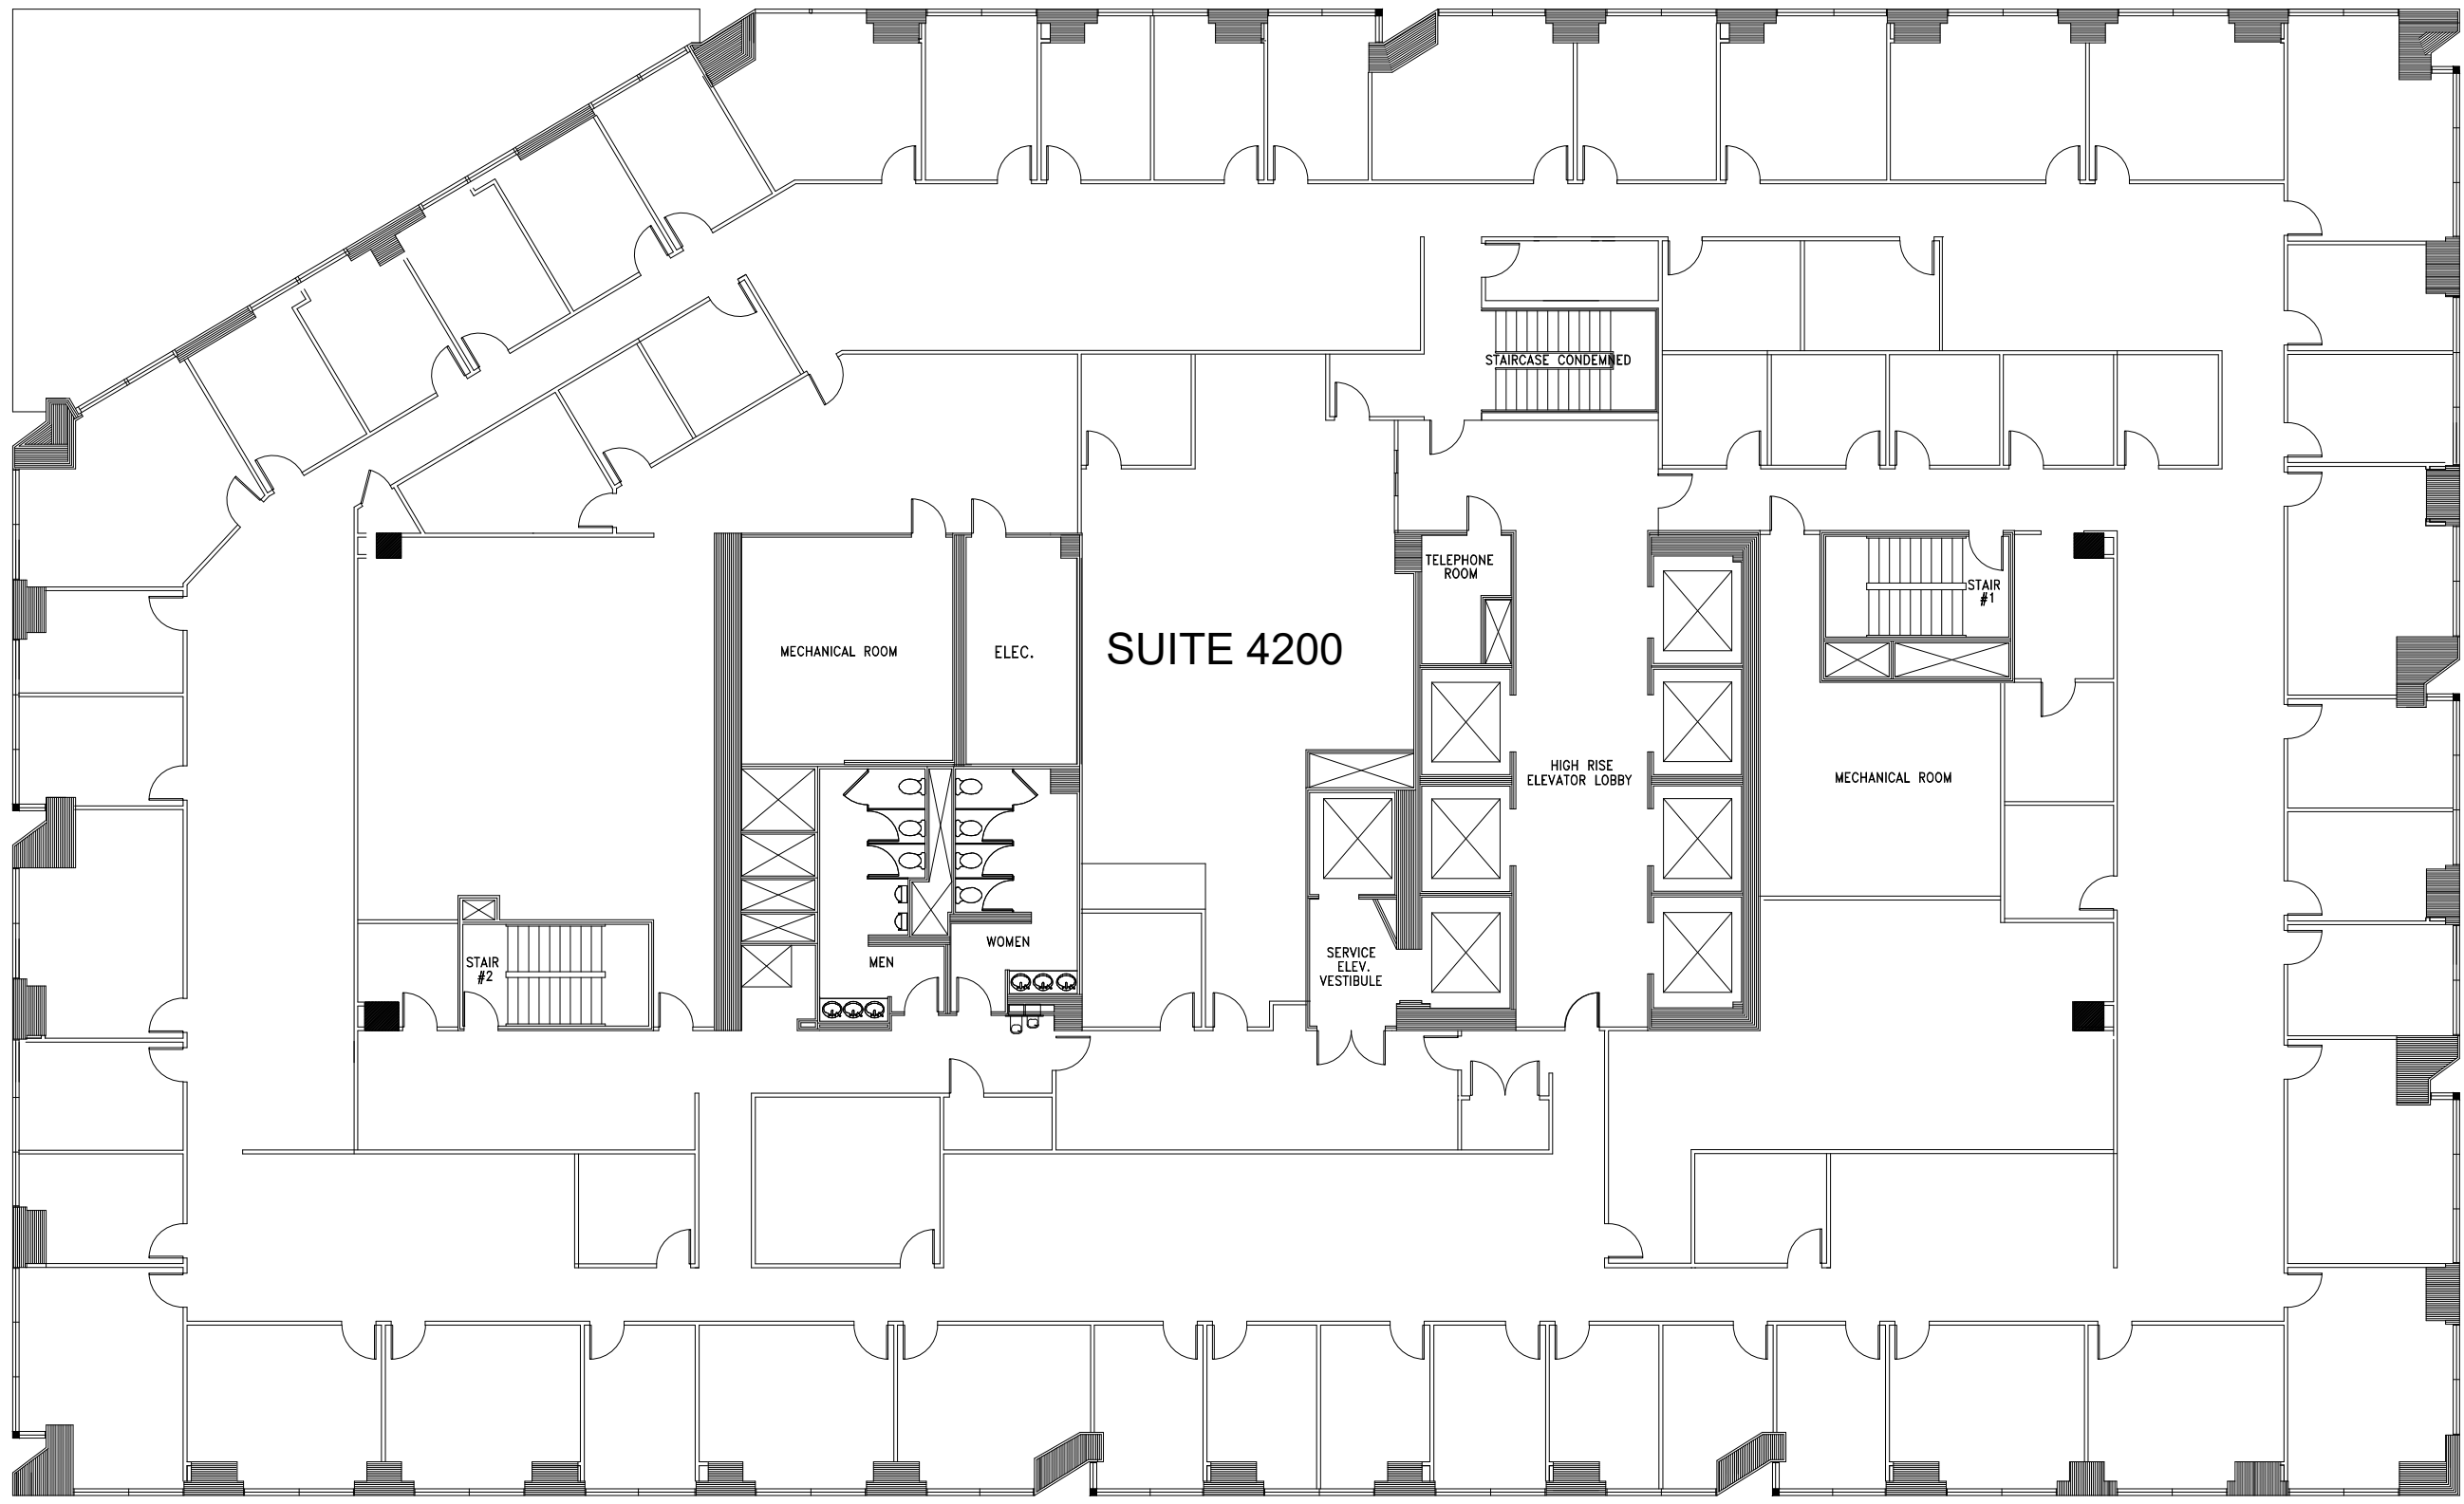 STAIRCASE CONDEMNED
TELEPHONE
ROOM
STAIR
#1
SUITE 4200
MECHANICAL ROOM
ELEC.
HIGH RISE
ELEVATOR LOBBY
MECHANICAL ROOM
WOMEN
MEN
STAIR
#2
SERVICE
ELEV.
VESTIBULE